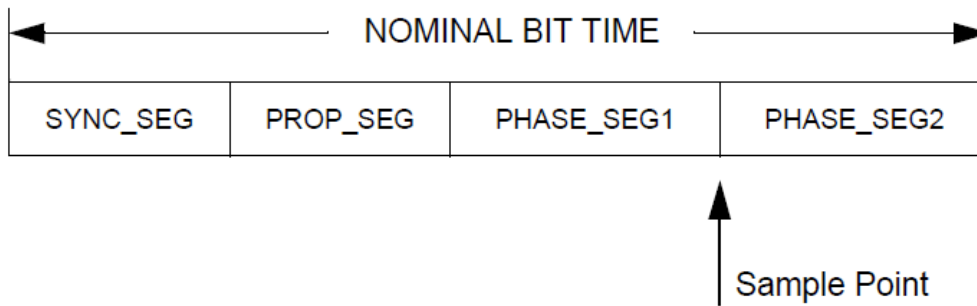 NOMINAL BIT TIME
SYNC_SEG PROP_SEG PHASE_SEG1 PHASE_SEG2
Sample Point